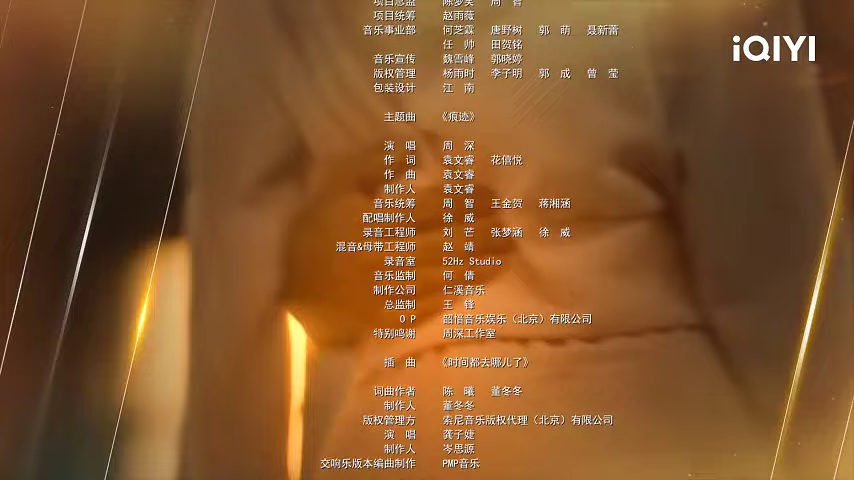 项目总监 陈梦笑 周 智
项目统筹 赵雨薇
音乐事业部 何芝霖 唐野树 郭 萌 聂新蕾
任 帅 田贺铭
音乐宣传 魏雪峰 郭晓婷
版权管理 杨雨时 李子明 郭 成 曾 莹
包装设计 江 南
iQIYI
主题曲 《痕迹》
演 唱 周 深
作 词 袁文睿 花僖悦
作 曲 袁文睿
制作人 袁文睿
音乐统筹 周 智 王金贺 蒋湘涵
配唱制作人 徐 威
录音工程师 刘 芒 张梦涵 徐 威
混音&母带工程师 赵 靖
录音室 52Hz Studio
音乐监制 何 倩
制作公司 仁溪音乐
总监制 王 锋
O P 韶愔音乐娱乐（北京）有限公司
特别鸣谢 周深工作室
插 曲 《时间都去哪儿了》
词曲作者 陈 曦 董冬冬
制作人 董冬冬
版权管理方 索尼音乐版权代理（北京）有限公司
演 唱 龚子婕
制作人 岑思源
交响乐版本编曲制作 PMP音乐